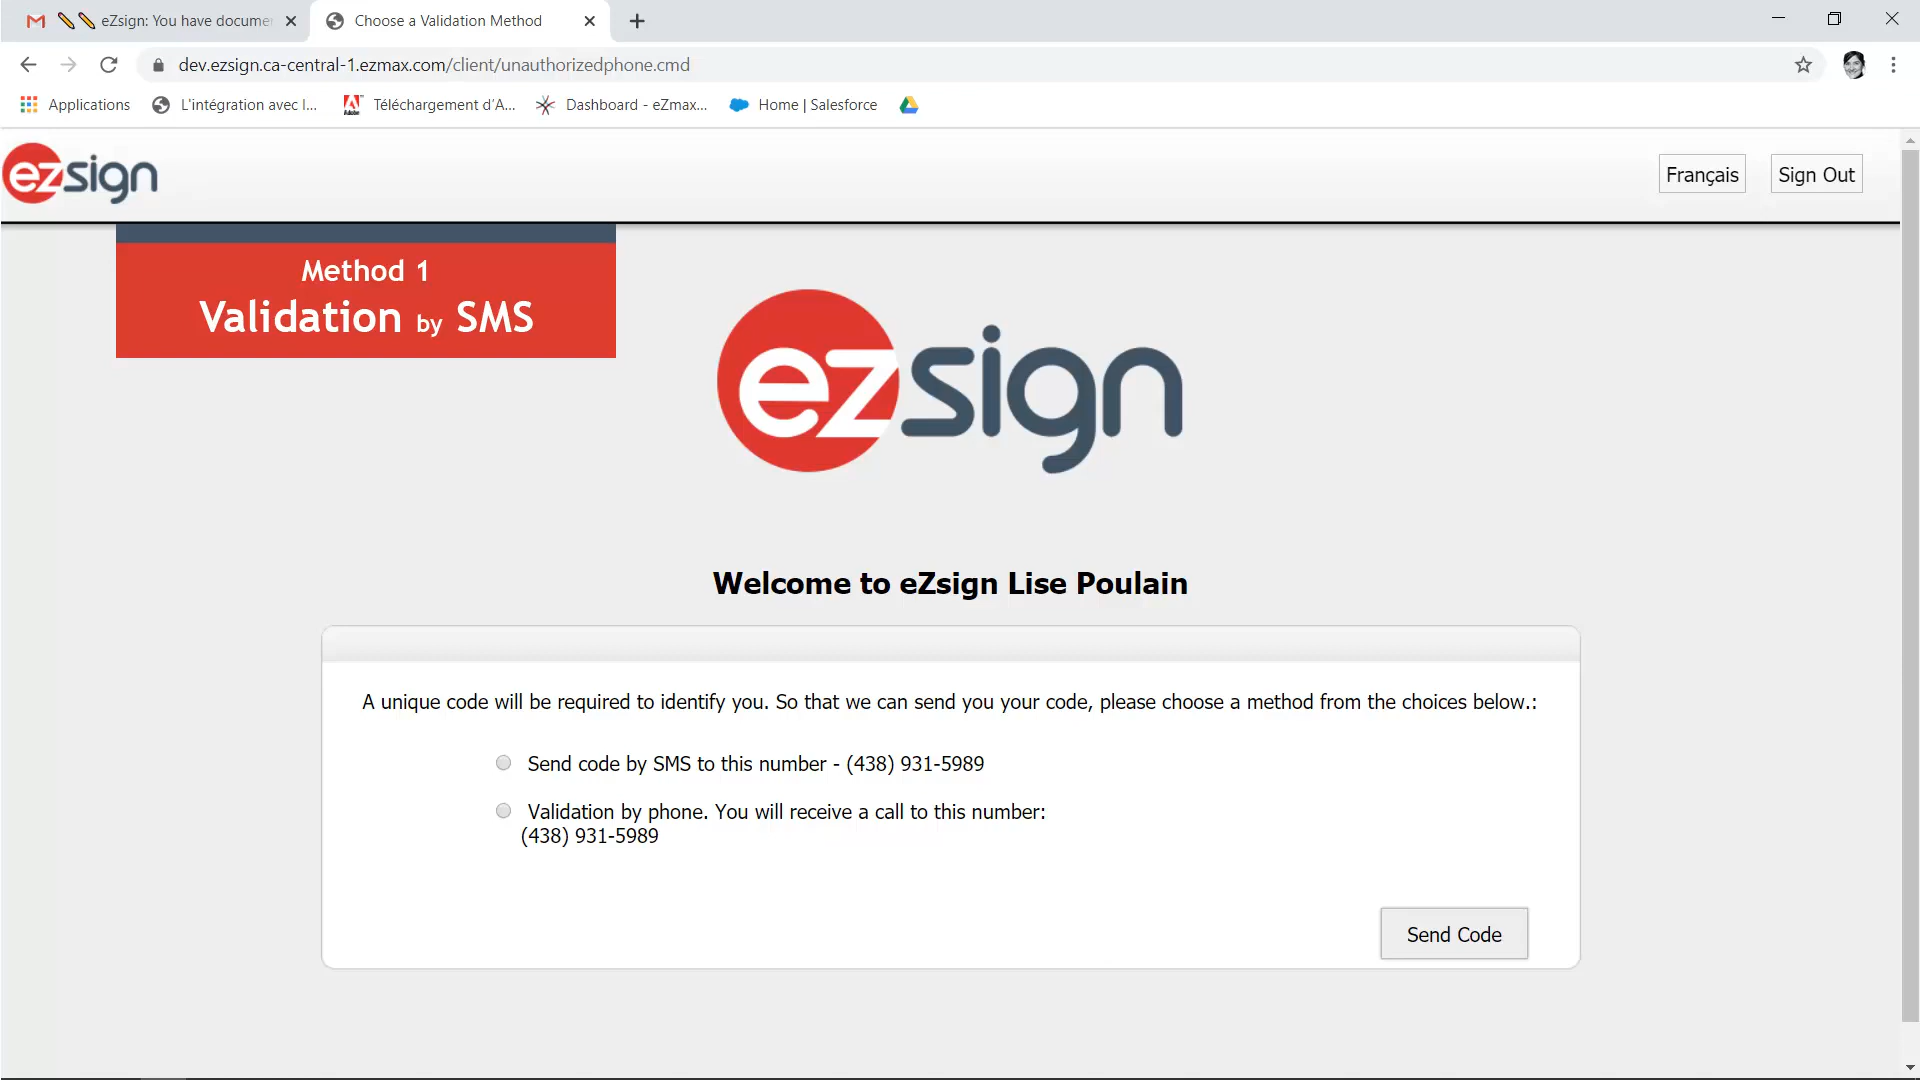 eZsign: You have docume
Choose a Validation Method
dev.ezsign.ca-central-1.ezmax.com/client/unauthorizedphone.cmd
Applications
L'intégration avec l...
Téléchargement d'A...
Dashboard - eZmax...
Home | Salesforce
ezsign
Français
Sign Out
Method 1
Validation by SMS
ezsign
Welcome to eZsign Lise Poulain
A unique code will be required to identify you. So that we can send you your code, please choose a method from the choices below.:
Send code by SMS to this number - (438) 931-5989
Validation by phone. You will receive a call to this number:
(438) 931-5989
Send Code